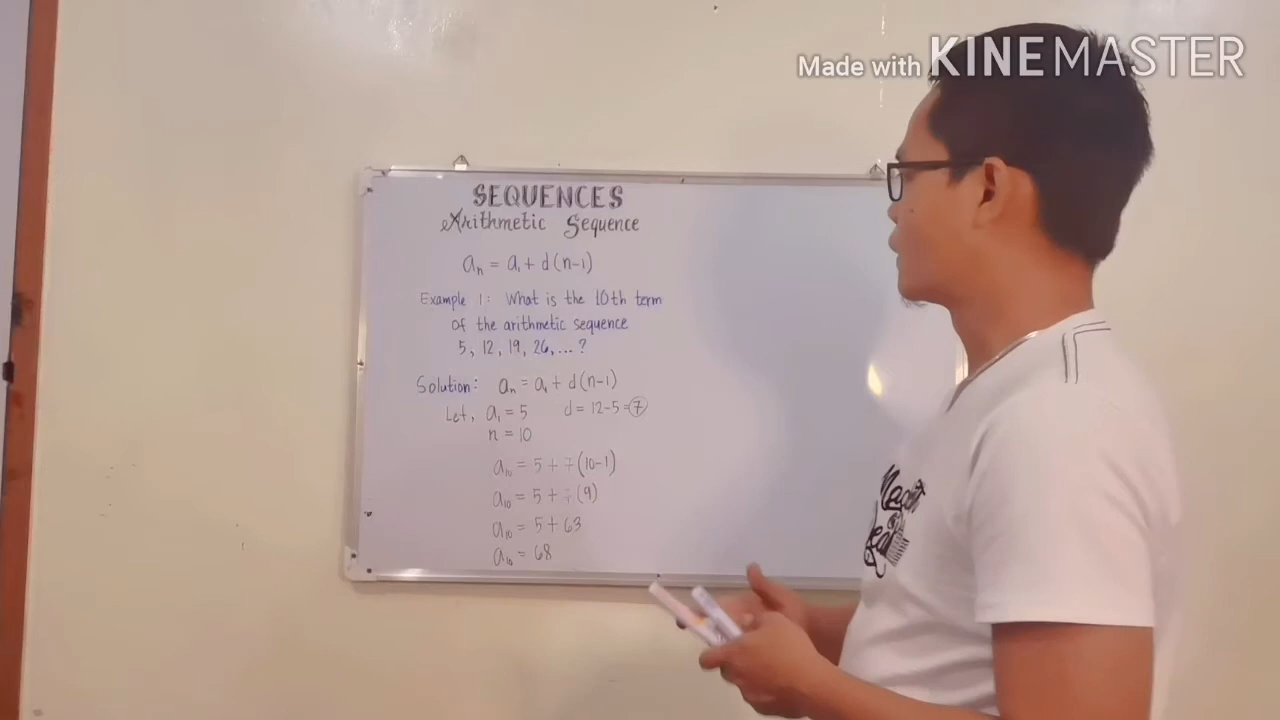 Made with KINEMASTER
SEQUENCES
Arithmetic Sequence
aₙ = a₁ + d(n-1)
Example 1: What is the 10th term
of the arithmetic sequence
5, 12, 19, 26, ... ?
Solution: aₙ = a₁ + d(n-1)
Let, a₁ = 5 d = 12-5=7
n = 10
a₁₀ = 5 + 7(10-1)
a₁₀ = 5 + 7(9)
a₁₀ = 5 + 63
a₁₀ = 68